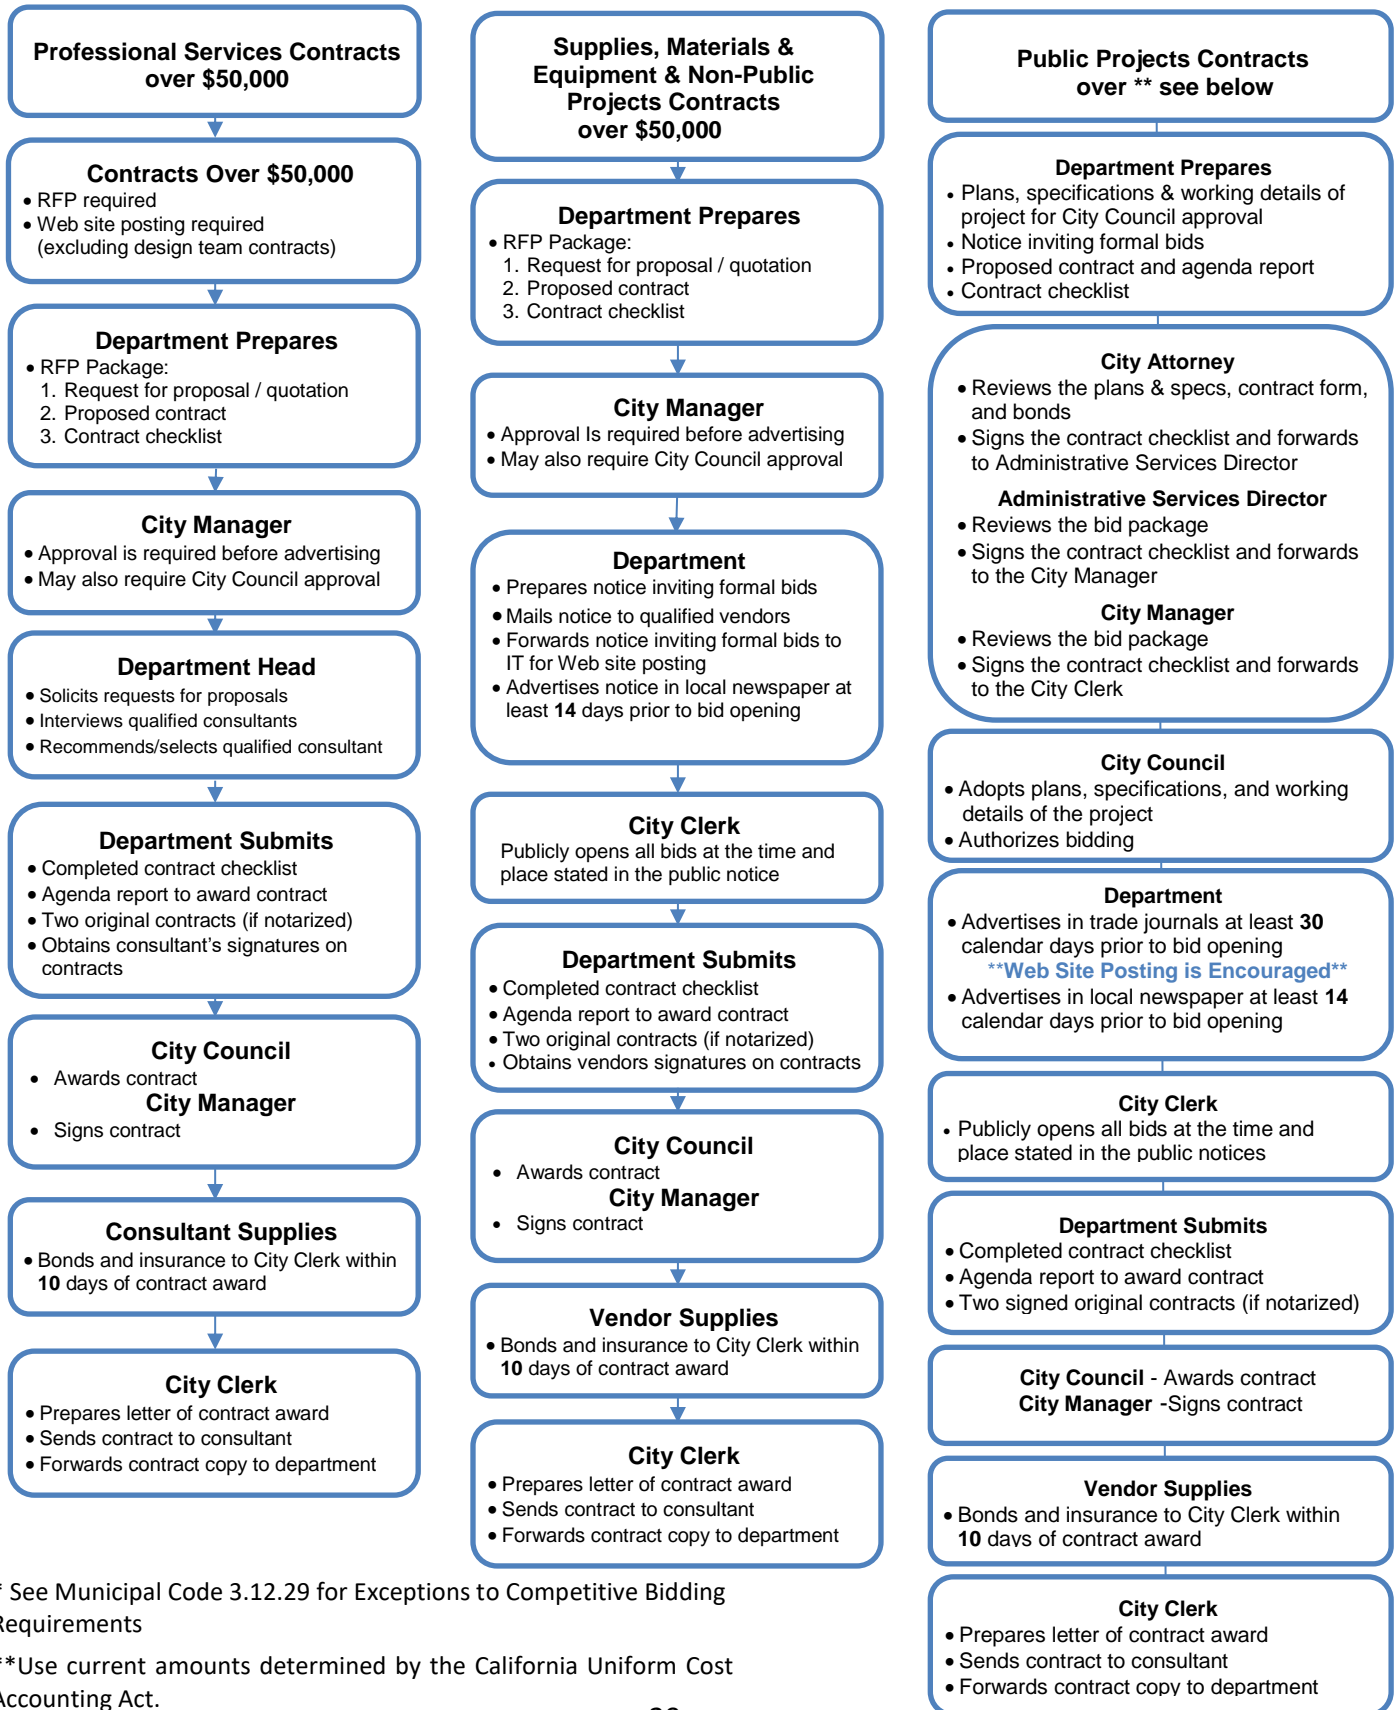 Professional Services Contracts
over $50,000
Contracts Over $50,000
• RFP required
• Web site posting required
(excluding design team contracts)
Department Prepares
• RFP Package:
1. Request for proposal / quotation
2. Proposed contract
3. Contract checklist
City Manager
• Approval is required before advertising
• May also require City Council approval
Department Head
• Solicits requests for proposals
• Interviews qualified consultants
• Recommends/selects qualified consultant
Department Submits
• Completed contract checklist
• Agenda report to award contract
• Two original contracts (if notarized)
• Obtains consultant's signatures on
contracts
City Council
• Awards contract
City Manager
• Signs contract
Consultant Supplies
• Bonds and insurance to City Clerk within
10 days of contract award
City Clerk
• Prepares letter of contract award
• Sends contract to consultant
• Forwards contract copy to department
Supplies, Materials &
Equipment & Non-Public
Projects Contracts
over $50,000
Department Prepares
• RFP Package:
1. Request for proposal / quotation
2. Proposed contract
3. Contract checklist
City Manager
• Approval Is required before advertising
• May also require City Council approval
Department
• Prepares notice inviting formal bids
• Mails notice to qualified vendors
• Forwards notice inviting formal bids to
IT for Web site posting
• Advertises notice in local newspaper at
least 14 days prior to bid opening
City Clerk
Publicly opens all bids at the time and
place stated in the public notice
Department Submits
• Completed contract checklist
• Agenda report to award contract
• Two original contracts (if notarized)
• Obtains vendors signatures on contracts
City Council
• Awards contract
City Manager
• Signs contract
Vendor Supplies
• Bonds and insurance to City Clerk within
10 days of contract award
City Clerk
• Prepares letter of contract award
• Sends contract to consultant
• Forwards contract copy to department
Public Projects Contracts
over ** see below
Department Prepares
• Plans, specifications & working details of
project for City Council approval
• Notice inviting formal bids
• Proposed contract and agenda report
• Contract checklist
City Attorney
• Reviews the plans & specs, contract form,
and bonds
• Signs the contract checklist and forwards
to Administrative Services Director
Administrative Services Director
• Reviews the bid package
• Signs the contract checklist and forwards
to the City Manager
City Manager
• Reviews the bid package
• Signs the contract checklist and forwards
to the City Clerk
City Council
• Adopts plans, specifications, and working
details of the project
• Authorizes bidding
Department
• Advertises in trade journals at least 30
calendar days prior to bid opening
**Web Site Posting is Encouraged**
• Advertises in local newspaper at least 14
calendar days prior to bid opening
City Clerk
• Publicly opens all bids at the time and
place stated in the public notices
Department Submits
• Completed contract checklist
• Agenda report to award contract
• Two signed original contracts (if notarized)
City Council - Awards contract
City Manager -Signs contract
Vendor Supplies
• Bonds and insurance to City Clerk within
10 days of contract award
City Clerk
• Prepares letter of contract award
• Sends contract to consultant
• Forwards contract copy to department
* See Municipal Code 3.12.29 for Exceptions to Competitive Bidding
Requirements
**Use current amounts determined by the California Uniform Cost
Accounting Act.